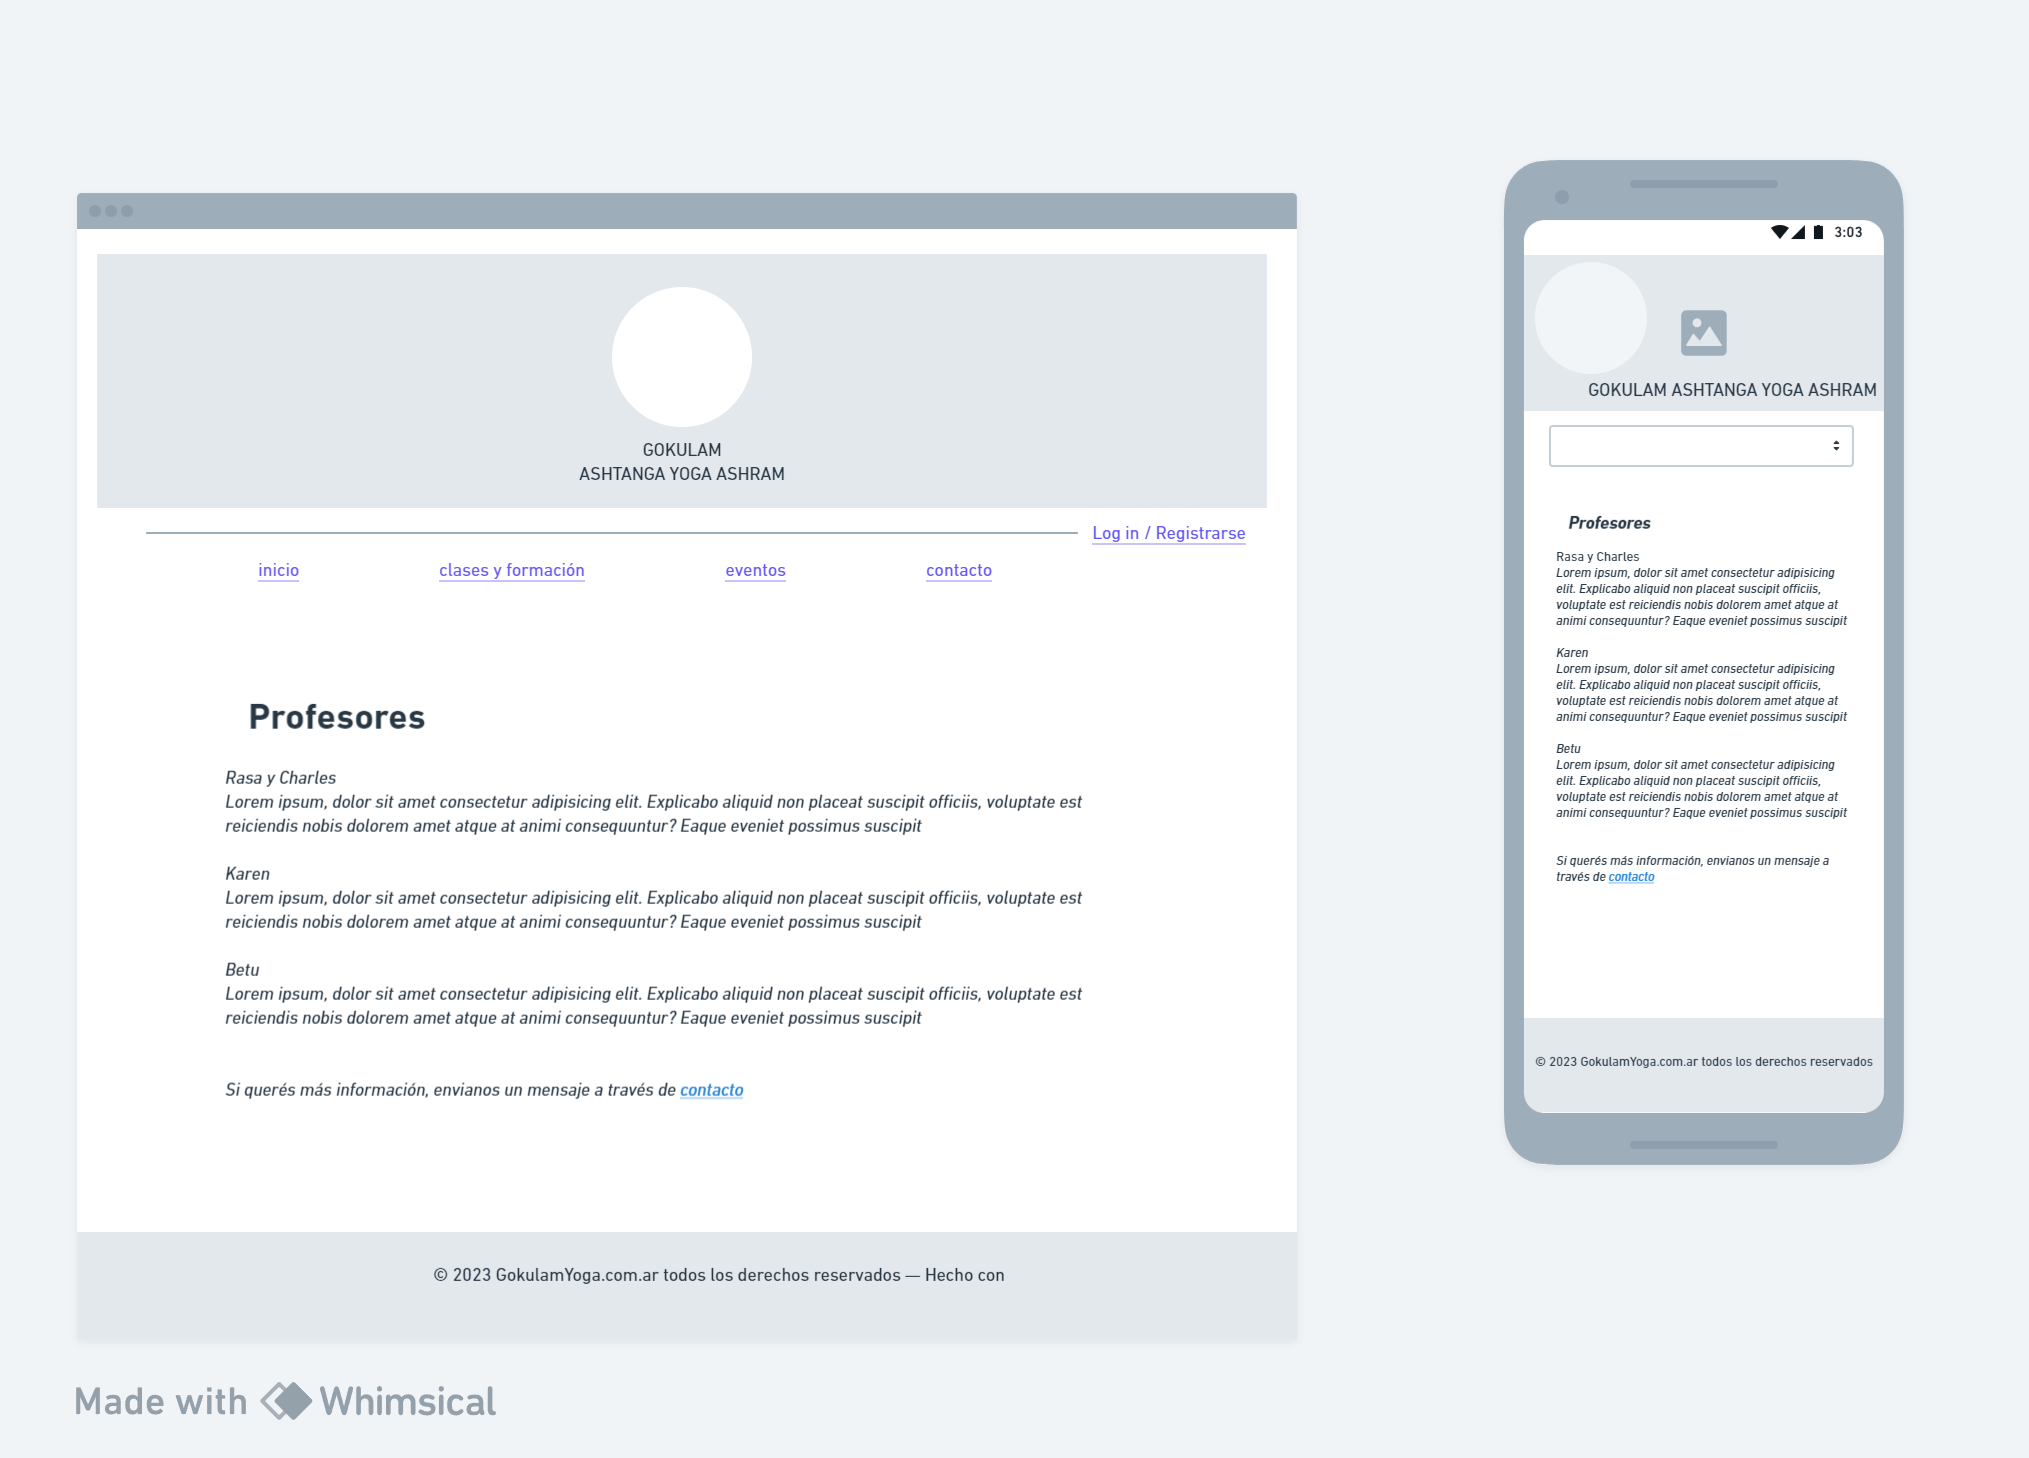 GOKULAM
ASHTANGA YOGA ASHRAM
Log in / Registrarse
inicio
clases y formación
eventos
contacto
Profesores
Rasa y Charles
Lorem ipsum, dolor sit amet consectetur adipisicing elit. Explicabo aliquid non placeat suscipit officiis, voluptate est
reiciendis nobis dolorem amet atque at animi consequuntur? Eaque eveniet possimus suscipit
Karen
Lorem ipsum, dolor sit amet consectetur adipisicing elit. Explicabo aliquid non placeat suscipit officiis, voluptate est
reiciendis nobis dolorem amet atque at animi consequuntur? Eaque eveniet possimus suscipit
Betu
Lorem ipsum, dolor sit amet consectetur adipisicing elit. Explicabo aliquid non placeat suscipit officiis, voluptate est
reiciendis nobis dolorem amet atque at animi consequuntur? Eaque eveniet possimus suscipit
Si querés más información, envianos un mensaje a través de contacto
© 2023 GokulamYoga.com.ar todos los derechos reservados — Hecho con
3:03
GOKULAM ASHTANGA YOGA ASHRAM
Profesores
Rasa y Charles
Lorem ipsum, dolor sit amet consectetur adipisicing
elit. Explicabo aliquid non placeat suscipit officiis,
voluptate est reiciendis nobis dolorem amet atque at
animi consequuntur? Eaque eveniet possimus suscipit
Karen
Lorem ipsum, dolor sit amet consectetur adipisicing
elit. Explicabo aliquid non placeat suscipit officiis,
voluptate est reiciendis nobis dolorem amet atque at
animi consequuntur? Eaque eveniet possimus suscipit
Betu
Lorem ipsum, dolor sit amet consectetur adipisicing
elit. Explicabo aliquid non placeat suscipit officiis,
voluptate est reiciendis nobis dolorem amet atque at
animi consequuntur? Eaque eveniet possimus suscipit
Si querés más información, envianos un mensaje a
través de contacto
© 2023 GokulamYoga.com.ar todos los derechos reservados
Made with Whimsical